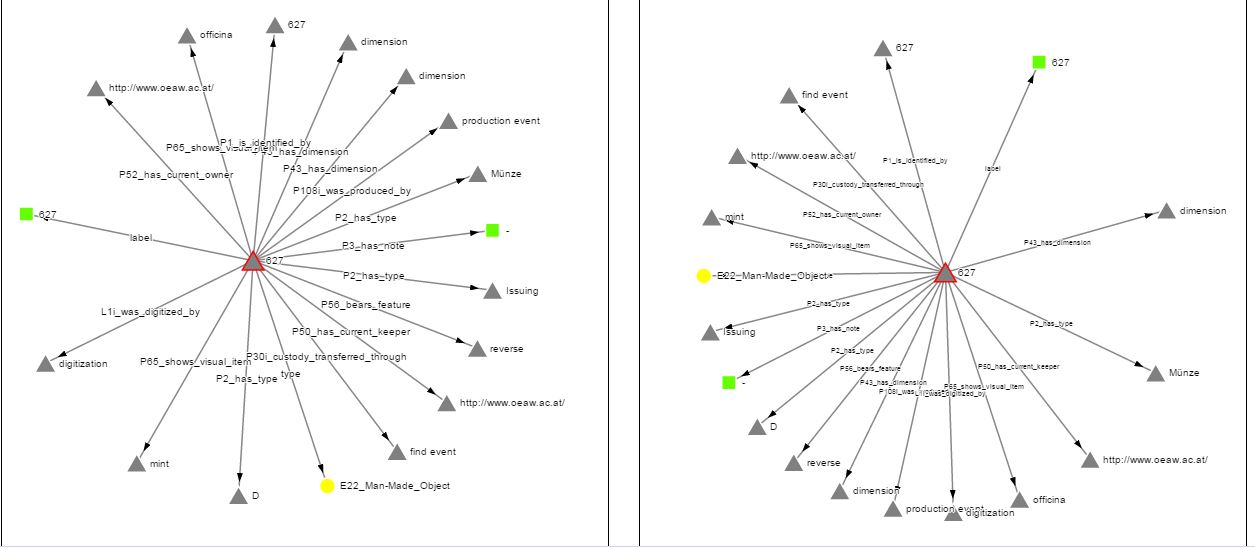 627
officina
dimension
dimension
http://www.oeaw.ac.at/
production event
P1_is_identified_by
P65_shows_visual_item
P43_has_dimension
P43_has_dimension
P52_has_current_owner
Münze
P108i_was_produced_by
627
P2_has_type
-
label
P3_has_note
627
P2_has_type
Issuing
P56_bears_feature
L1i_was_digitized_by
P50_has_current_keeper
reverse
P65_shows_visual_item
P30i_custody_transferred_through
digitization
P2_has_type
type
http://www.oeaw.ac.at/
find event
mint
E22_Man-Made_Object
D
627
627
find event
http://www.oeaw.ac.at/
P1_is_identified_by
label
P30i_custody_transferred_through
P52_has_current_owner
dimension
mint
P65_shows_visual_item
P43_has_dimension
E22_Man-Made_Object
627
P2_has_type
Issuing
P3_has_note
P2_has_type
P2_has_type
P56_bears_feature
P50_has_current_keeper
Münze
-
P43_has_dimension
P65_shows_visual_item
D
reverse
http://www.oeaw.ac.at/
dimension
officina
production event
digitization